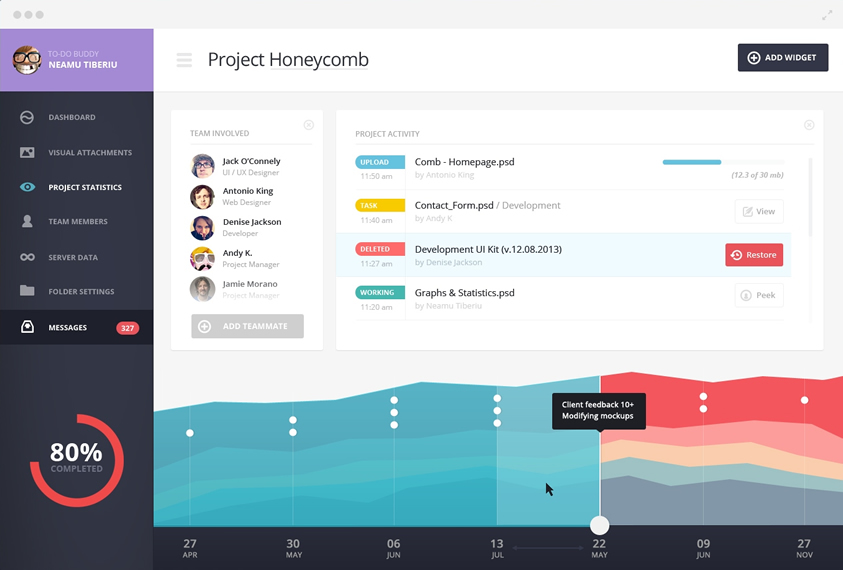 TO-DO BUDDY
NEAMU TIBERIU
Project Honeycomb
ADD WIDGET
DASHBOARD
VISUAL ATTACHMENTS
PROJECT STATISTICS
TEAM MEMBERS
SERVER DATA
FOLDER SETTINGS
MESSAGES 327
80%
COMPLETED
TEAM INVOLVED
Jack O'Connely
UI / UX Designer
Antonio King
Web Designer
Denise Jackson
Developer
Andy K.
Project Manager
Jamie Morano
Project Manager
ADD TEAMMATE
PROJECT ACTIVITY
UPLOAD Comb - Homepage.psd
11:50 am by Antonio King (12.3 of 30 mb)
TASK Contact_Form.psd / Development
11:40 am by Andy K View
DELETED Development UI Kit (v.12.08.2013)
11:27 am by Denise Jackson Restore
WORKING Graphs & Statistics.psd
11:20 am by Neamu Tiberiu Peek
Client feedback 10+
Modifying mockups
27 30 06 13 22 09 27
APR MAY JUN JUL MAY JUN NOV